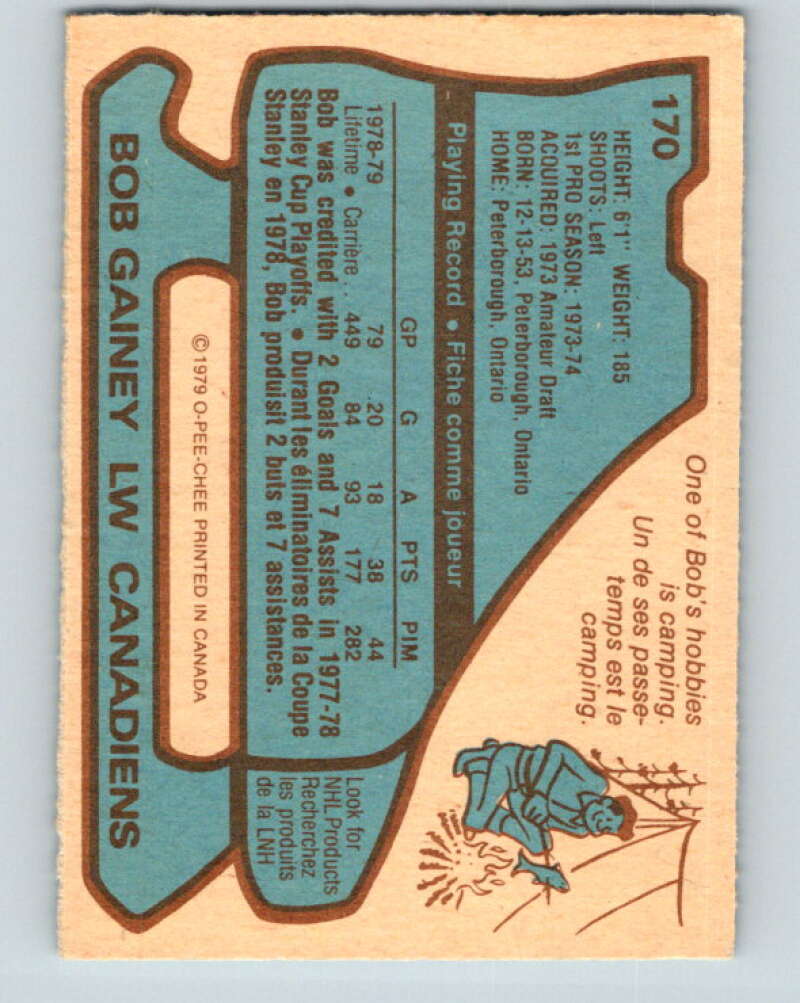 170
HEIGHT: 6'1" WEIGHT: 185
SHOOTS: Left
1st PRO SEASON: 1973-74
ACQUIRED: 1973 Amateur Draft
BORN: 12-13-53, Peterborough, Ontario
HOME: Peterborough, Ontario
One of Bob's hobbies
is camping.
Un de ses passe-
temps est le
camping.
Playing Record • Fiche comme joueur
GP G A PTS PIM
1978-79 79 20 18 38 44
Lifetime • Carrière .. 449 84 93 177 282
Bob was credited with 2 Goals and 7 Assists in 1977-78
Stanley Cup Playoffs. • Durant les éliminatoires de la Coupe
Stanley en 1978, Bob produisit 2 buts et 7 assistances.
Look for
NHL Products
Recherchez
les produits
de la LNH
©1979 O-PEE-CHEE PRINTED IN CANADA
BOB GAINEY LW CANADIENS